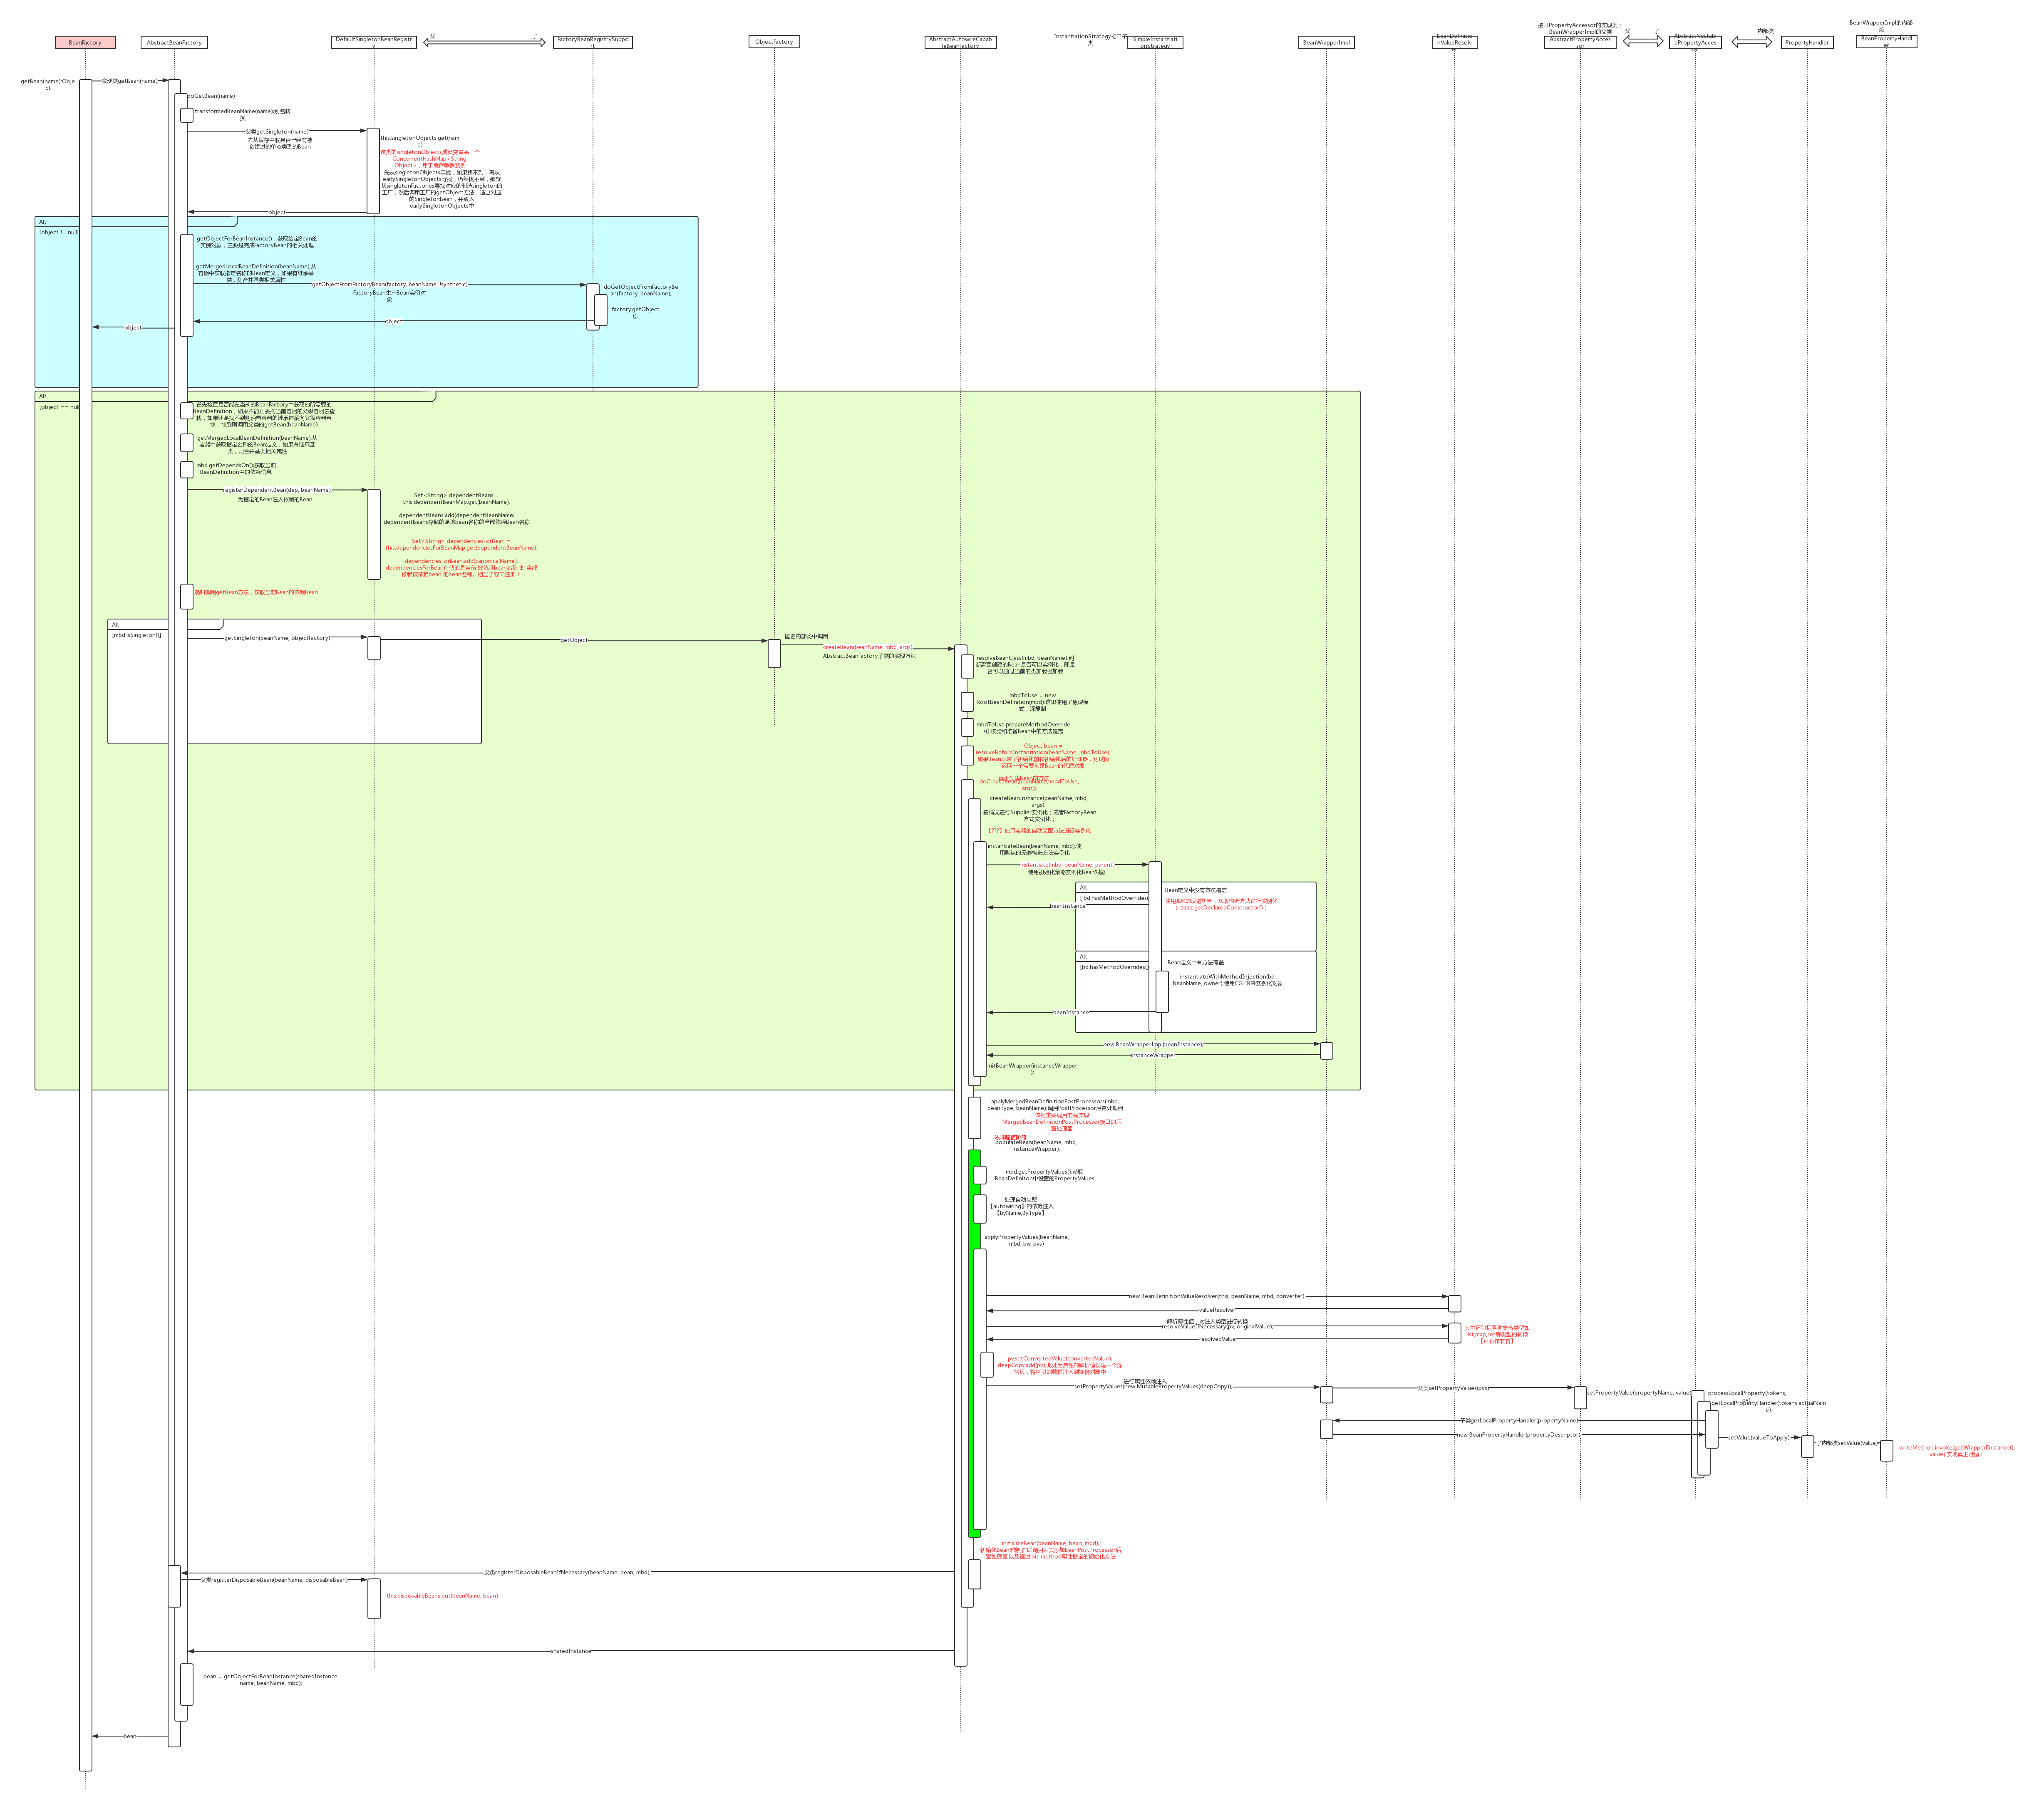 接口PropertyAccessor的实现类；
BeanWrapperImpl的父类
BeanWrapperImpl的内部
类
BeanFactory
AbstractBeanFactory
DefaultSingletonBeanRegistr
y
父
子
FactoryBeanRegistrySuppo
rt
ObjectFactory
AbstractAutowireCapab
leBeanFactory
InstantiationStrategy接口子
类
SimpleInstantiati
onStrategy
BeanWrapperImpl
BeanDefinitio
nValueResolv
er
AbstractPropertyAcces
sor
父
子
AbstractNestabl
ePropertyAcces
sor
内部类
PropertyHandler
BeanPropertyHandl
er
getBean(name) Obje
ct
实现类getBean(name)
doGetBean(name)
transformedBeanName(name);别名转
换
父类getSingleton(name)
先从缓存中取是否已经有被
创建过的单态类型的Bean
this.singletonObjects.get(nam
e)
该类的singletonObjects成员变量是一个
ConcurrentHashMap<String,
Object>，用于缓存单例实例
先从singletonObjects寻找，如果找不到，再从
earlySingletonObjects寻找，仍然找不到，那就
从singletonFactories寻找对应的制造singleton的
工厂，然后调用工厂的getObject方法，造出对应
的SingletonBean，并放入
earlySingletonObjects中
object
Alt
[object != null]
getObjectForBeanInstance()；获取给定Bean的
实例对象，主要是完成FactoryBean的相关处理
getMergedLocalBeanDefinition(beanName);从
容器中获取指定名称的Bean定义，如果有继承基
类，则合并基类相关属性
getObjectFromFactoryBean(factory, beanName, !synthetic)
FactoryBean生产Bean实例对
象
doGetObjectFromFactoryBe
an(factory, beanName);
factory.getObject
();
object
object
Alt
[object == null]
首先检查是否能在当前的BeanFactory中获取的所需要的
BeanDefinition，如果不能则委托当前容器的父级容器去查
找，如果还是找不到则沿着容器的继承体系向父级容器查
找，找到则调用父类的getBean(beanName)
getMergedLocalBeanDefinition(beanName);从
容器中获取指定名称的Bean定义，如果有继承基
类，则合并基类相关属性
mbd.getDependsOn();获取当前
BeanDefinition中的依赖信息
registerDependentBean(dep, beanName);
为指定的Bean注入依赖的Bean
Set<String> dependentBeans =
this.dependentBeanMap.get(beanName);
dependentBeans.add(dependentBeanName;
dependentBeans存储的是该bean名称的全部依赖Bean名称
Set<String> dependenciesForBean =
this.dependenciesForBeanMap.get(dependentBeanName);
dependenciesForBean.add(canonicalName);
dependenciesForBean存储的是当前 被依赖bean名称 的 全部
依赖该依赖bean 的bean名称。相当于双向注册！
递归调用getBean方法，获取当前Bean的依赖Bean
Alt
[mbd.isSingleton()]
getSingleton(beanName, objectFactory)
getObject
匿名内部类中调用
createBean(beanName, mbd, args)
AbstractBeanFactory子类的实现方法
resolveBeanClass(mbd, beanName);判
断需要创建的Bean是否可以实例化，即是
否可以通过当前的类加载器加载
mbdToUse = new
RootBeanDefinition(mbd);这里使用了原型模
式，深复制
mbdToUse.prepareMethodOverride
s();校验和准备Bean中的方法覆盖
Object bean =
resolveBeforeInstantiation(beanName, mbdToUse);
如果Bean配置了初始化前和初始化后的处理器，则试图
返回一个需要创建Bean的代理对象
真正创建Bean的方法
doCreateBean(beanName, mbdToUse,
args);
createBeanInstance(beanName, mbd,
args);
按情况进行Supplier实例化；或者FactoryBean
方式实例化；
【???】使用容器的自动装配方法进行实例化
instantiateBean(beanName, mbd);使
用默认的无参构造方法实例化
instantiate(mbd, beanName, parent)
使用初始化策略实例化Bean对象
Alt
[!bd.hasMethodOverrides()]
Bean定义中没有方法覆盖
使用JDK的反射机制，获取构造方法进行实例化
( clazz.getDeclaredConstructor() )
beanInstance
Alt
[bd.hasMethodOverrides()]
Bean定义中有方法覆盖
instantiateWithMethodInjection(bd,
beanName, owner);使用CGLIB来实例化对象
beanInstance
new BeanWrapperImpl(beanInstance);
instanceWrapper
initBeanWrapper(instanceWrapper
);
applyMergedBeanDefinitionPostProcessors(mbd,
beanType, beanName);调用PostProcessor后置处理器
该处主要调用的是实现
MergedBeanDefinitionPostProcessor接口的后
置处理器
依赖赋值阶段
populateBean(beanName, mbd,
instanceWrapper);
mbd.getPropertyValues();获取
BeanDefiniton中设置的PropertyValues
处理自动装配
【autowiring】的依赖注入
【byName,ByType】
applyPropertyValues(beanName,
mbd, bw, pvs)
new BeanDefinitionValueResolver(this, beanName, mbd, converter);
valueResolver
解析属性值，对注入类型进行转换
resolveValueIfNecessary(pv, originalValue);
resolvedValue
其中还包括各种集合类型如
list,map,set等类型的转换
【可看作兼容】
pv.setConvertedValue(convertedValue);
deepCopy.add(pv);此处为属性的解析值创建一个深
拷贝，将拷贝的数据注入到实例对象中
进行属性依赖注入
setPropertyValues(new MutablePropertyValues(deepCopy));
父类setPropertyValues(pvs)
setPropertyValue(propertyName, value)
processLocalProperty(tokens,
pv);
getLocalPropertyHandler(tokens.actualNam
e);
子类getLocalPropertyHandler(propertyName)
new BeanPropertyHandler(propertyDescriptor);
setValue(valueToApply);
子内部类setValue(value)
writeMethod.invoke(getWrappedInstance(),
value);实现真正赋值！
initializeBean(beanName, bean, mbd);
初始化Bean对象,在此调用为其添加BeanPostProcessor后
置处理器以及通过init-method属性指定的初始化方法
父类registerDisposableBeanIfNecessary(beanName, bean, mbd);
父类registerDisposableBean(beanName, disposableBean)
this.disposableBeans.put(beanName, bean);
sharedInstance
bean = getObjectForBeanInstance(sharedInstance,
name, beanName, mbd);
bean